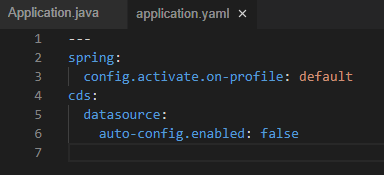 Application.java application.yaml ×
1 ---
2 spring:
3 config.activate.on-profile: default
4 cds:
5 datasource:
6 auto-config.enabled: false
7